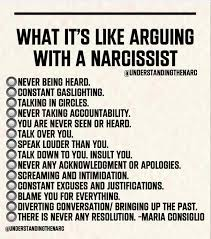 WHAT IT'S LIKE ARGUING
WITH A NARCISSIST
@UNDERSTANDINGTHENARC
NEVER BEING HEARD.
CONSTANT GASLIGHTING.
TALKING IN CIRCLES.
NEVER TAKING ACCOUNTABILITY.
YOU ARE NEVER SEEN OR HEARD.
TALK OVER YOU.
SPEAK LOUDER THAN YOU.
TALK DOWN TO YOU. INSULT YOU.
NEVER ANY ACKNOWLEDGMENT OR APOLOGIES.
SCREAMING AND INTIMIDATION.
CONSTANT EXCUSES AND JUSTIFICATIONS.
BLAME YOU FOR EVERYTHING.
DIVERTING CONVERSATION/ BRINGING UP THE PAST.
THERE IS NEVER ANY RESOLUTION. -MARIA CONSIGLIO
@UNDERSTANDINGTHENARC